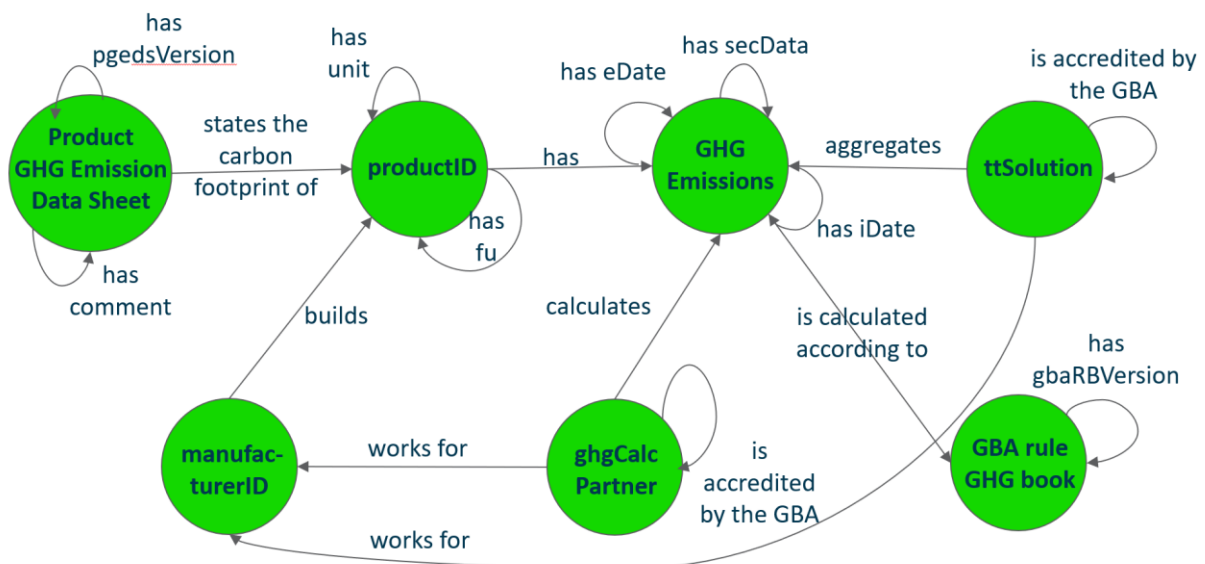 has
pgedsVersion
has
unit
has secData
has eDate
is accredited by
the GBA
Product
GHG Emission
Data Sheet
states the
carbon
footprint of
productID
has
GHG
Emissions
aggregates
ttSolution
has
fu
has iDate
has
comment
builds
calculates
is calculated
according to
has
gbaRBVersion
manufac-
turerID
works for
ghgCalc
Partner
is
accredited
by the GBA
GBA rule
GHG book
works for